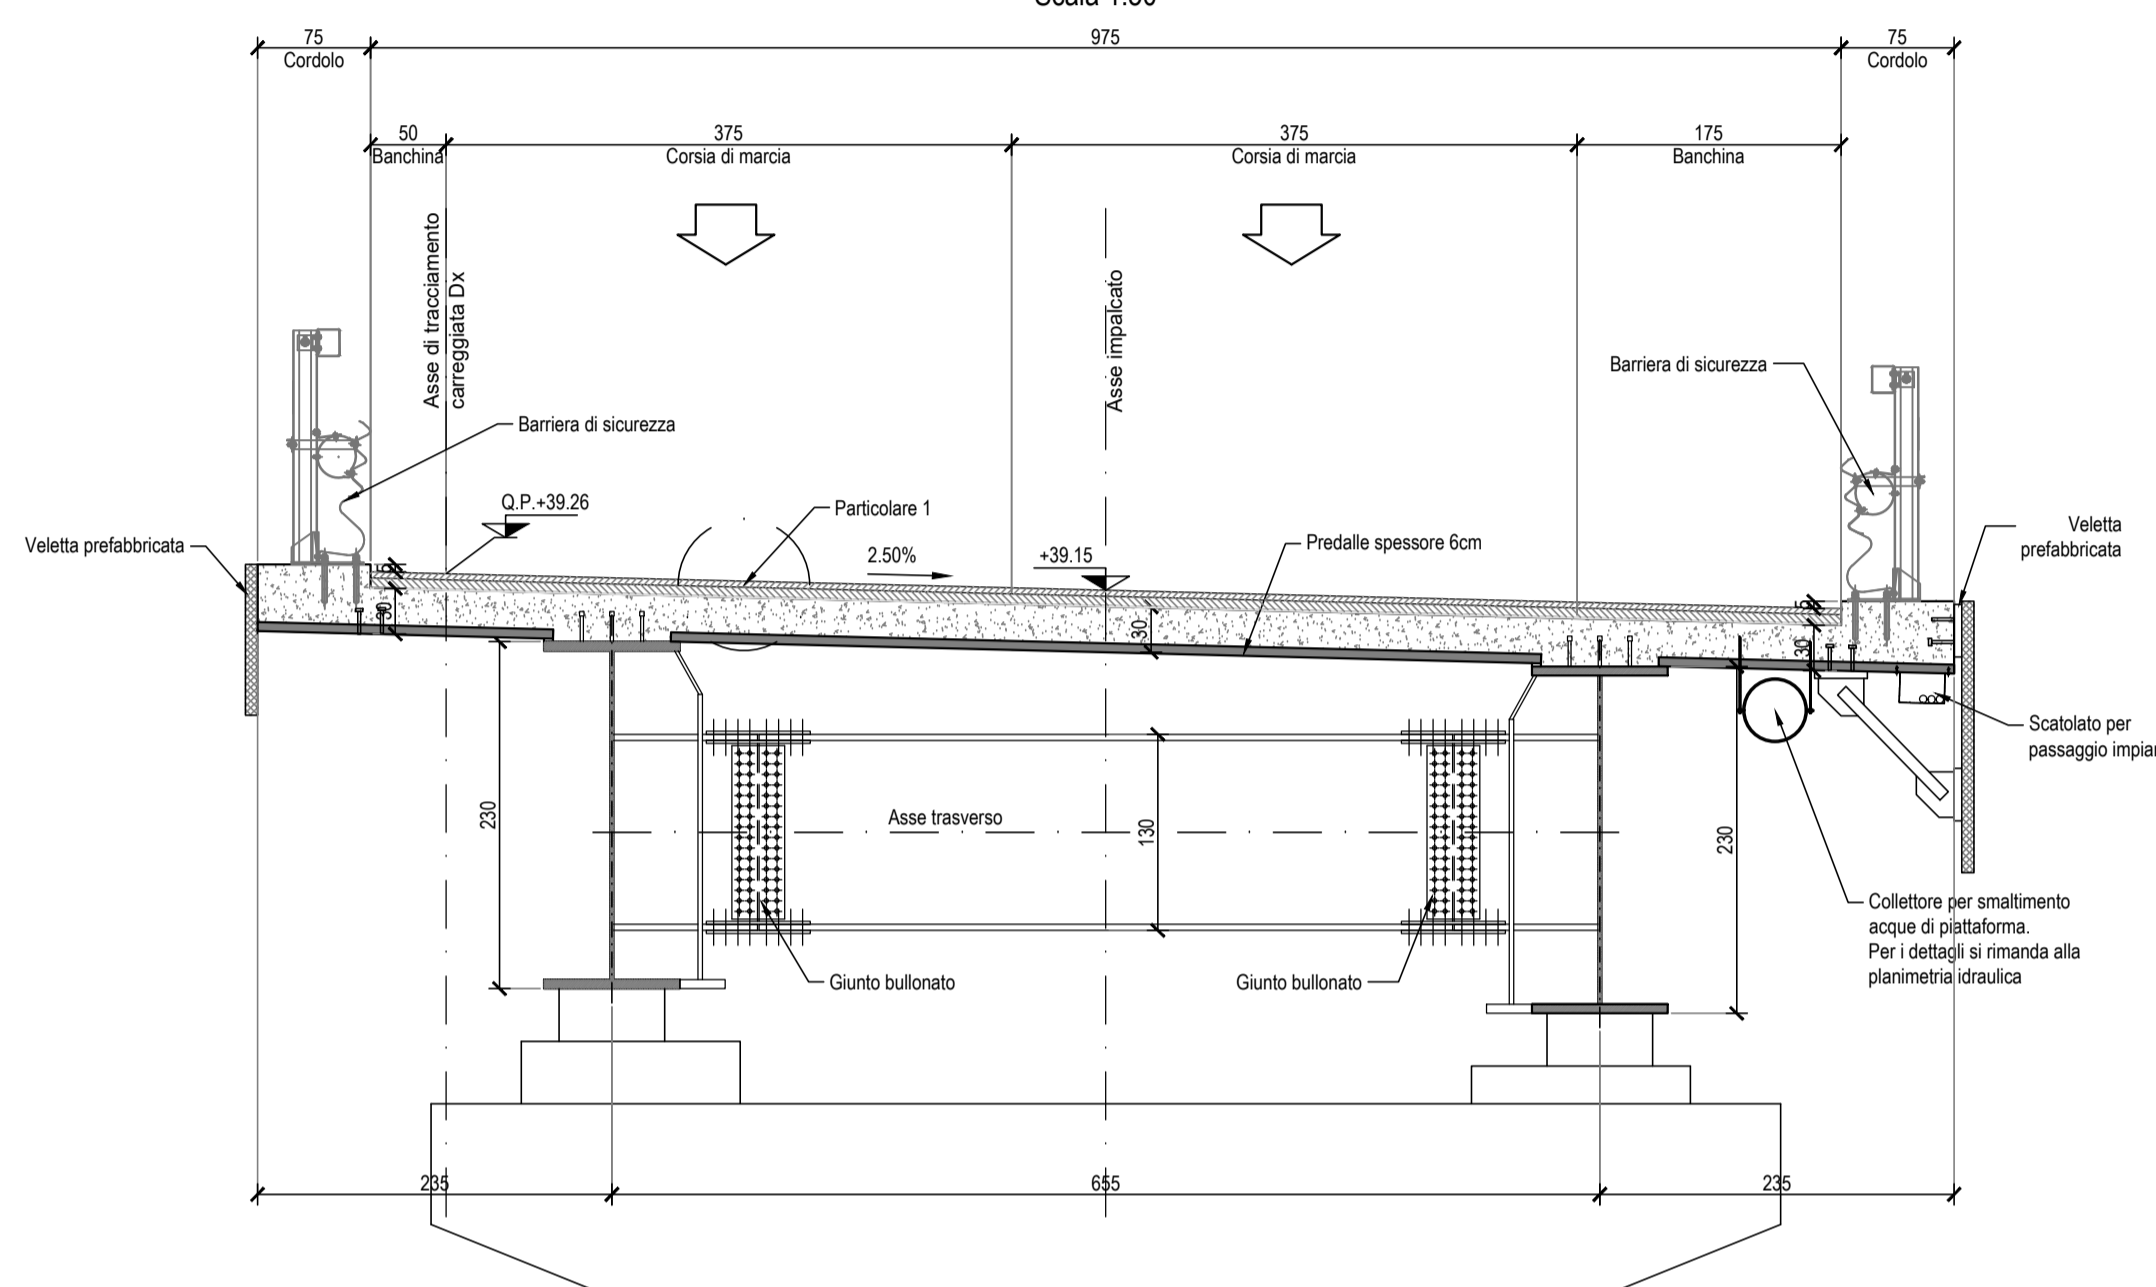 75
975
75
Cordolo
Cordolo
50
375
375
175
Banchina
Corsia di marcia
Corsia di marcia
Banchina
Asse di tracciamento
carreggiata Dx
Asse impalcato
Barriera di sicurezza
Barriera di sicurezza
Q.P.+39.26
Particolare 1
Veletta prefabbricata
2.50%
+39.15
Predalle spessore 6cm
Veletta
prefabbricata
30
30
30
Scatolato per
passaggio impia
230
Asse trasverso
130
230
Collettore per smaltimento
acque di piattaforma.
Per i dettagli si rimanda alla
planimetria idraulica
Giunto bullonato
Giunto bullonato
235
655
235